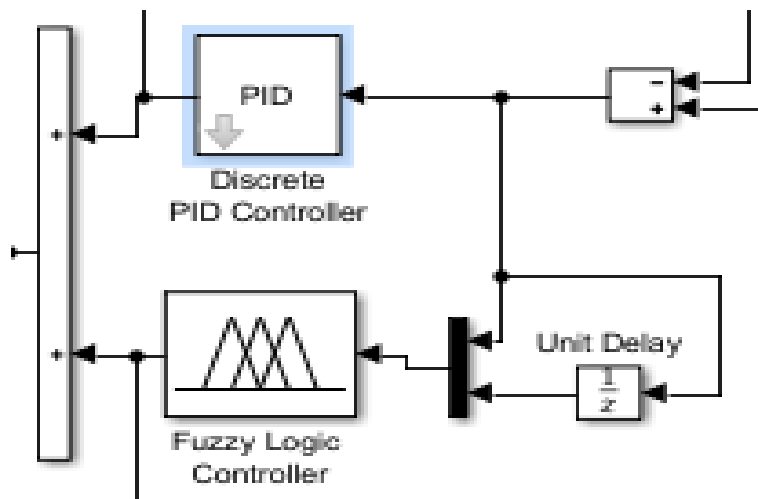 PID
−
+
+
Discrete
PID Controller
Unit Delay
1
z
+
Fuzzy Logic
Controller